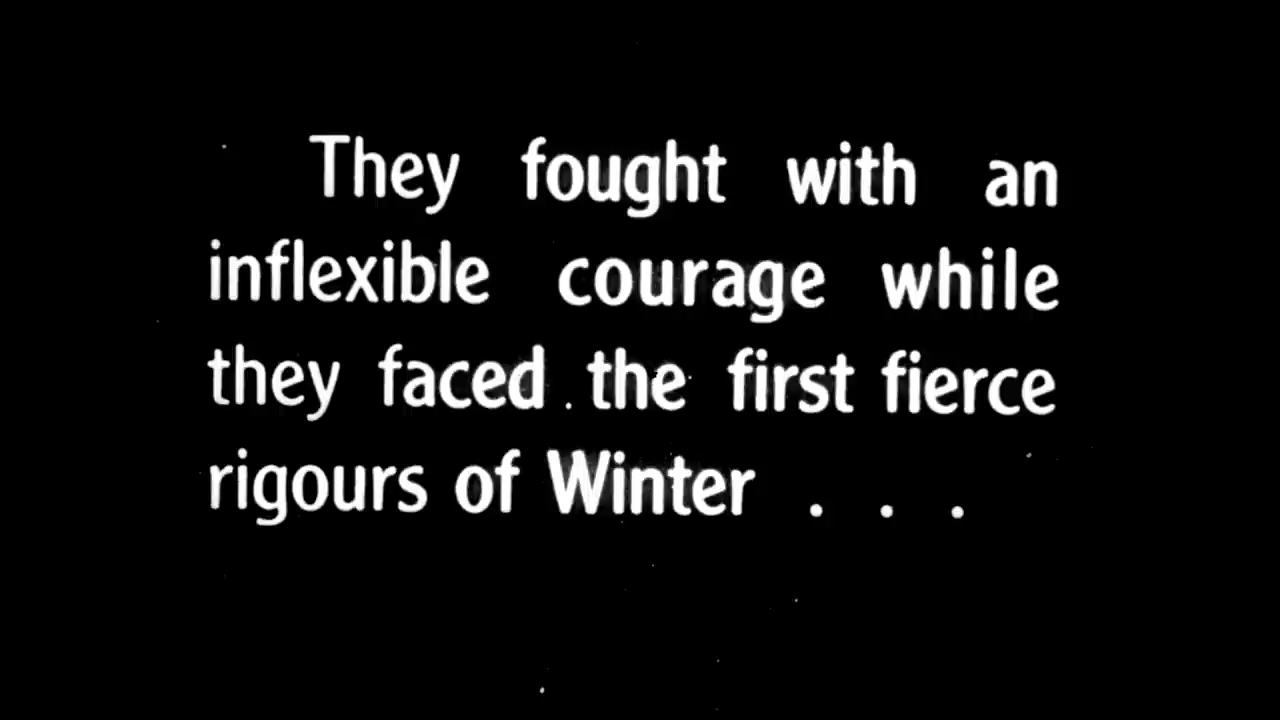 They fought with an
inflexible courage while
they faced the first fierce
rigours of Winter . . .